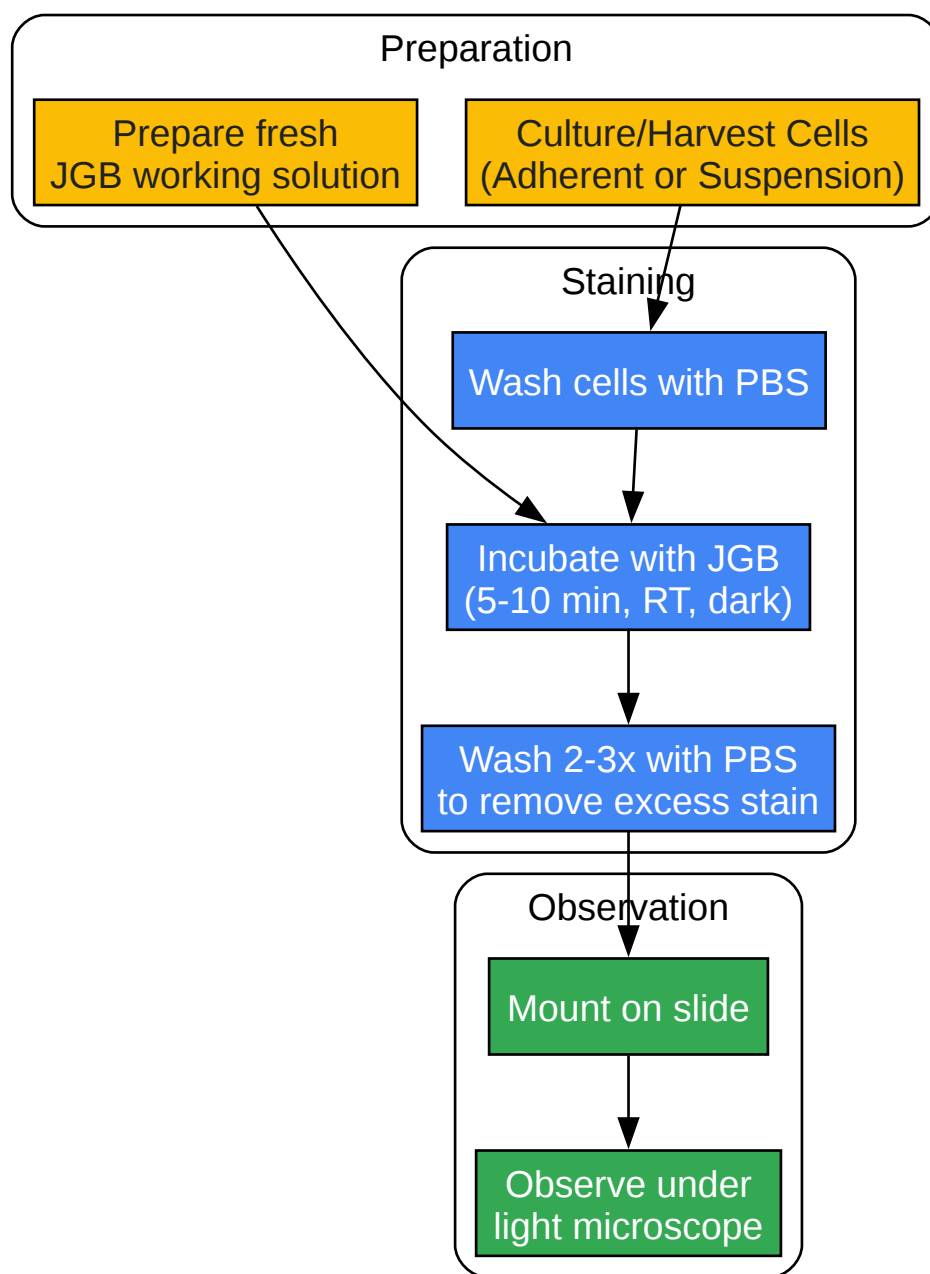 Preparation
Prepare fresh
JGB working solution
Culture/Harvest Cells
(Adherent or Suspension)
Staining
Wash cells with PBS
Incubate with JGB
(5-10 min, RT, dark)
Wash 2-3x with PBS
to remove excess stain
Observation
Mount on slide
Observe under
light microscope